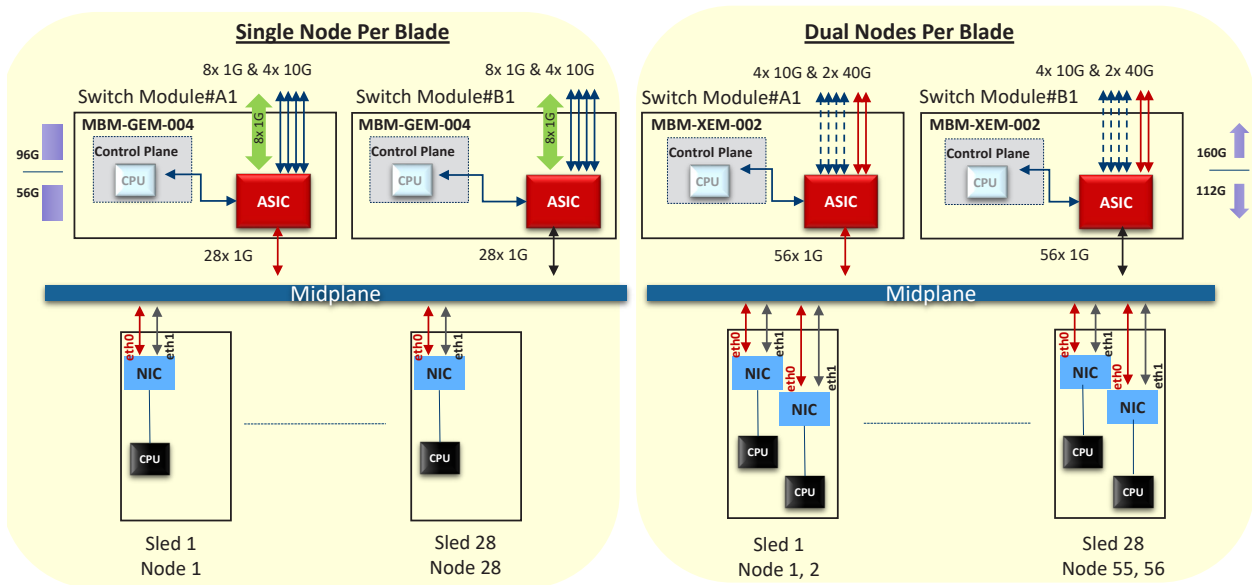 Single Node Per Blade
8x 1G & 4x 10G
8x 1G & 4x 10G
Switch Module#A1
Switch Module#B1
MBM-GEM-004
MBM-GEM-004
8x 1G
8x 1G
Control Plane
Control Plane
96G
56G
CPU
CPU
ASIC
ASIC
28x 1G
28x 1G
Midplane
eth0
eth1
eth0
eth1
NIC
NIC
CPU
CPU
Sled 1
Node 1
Sled 28
Node 28
Dual Nodes Per Blade
4x 10G & 2x 40G
4x 10G & 2x 40G
Switch Module#A1
Switch Module#B1
MBM-XEM-002
MBM-XEM-002
Control Plane
Control Plane
160G
112G
CPU
CPU
ASIC
ASIC
56x 1G
56x 1G
Midplane
eth0
eth1
eth0
eth1
eth0
eth1
eth0
eth1
NIC
NIC
NIC
NIC
CPU
CPU
CPU
CPU
Sled 1
Node 1, 2
Sled 28
Node 55, 56